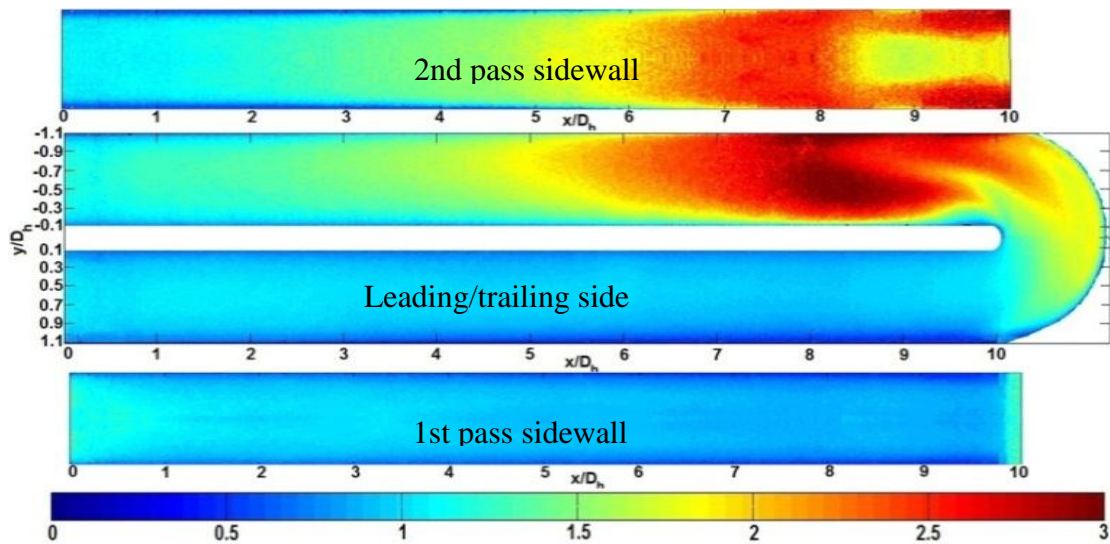 2nd pass sidewall
0 1 2 3 4 5 6 7 8 9 10
x/Dh
-1.1
-0.9
-0.7
-0.5
-0.3
-0.1
0.1
0.3
0.5
0.7
0.9
1.1
y/Dh
Leading/trailing side
0 1 2 3 4 5 6 7 8 9 10
x/Dh
1st pass sidewall
0 1 2 3 4 5 6 7 8 9 10
x/Dh
0 0.5 1 1.5 2 2.5 3